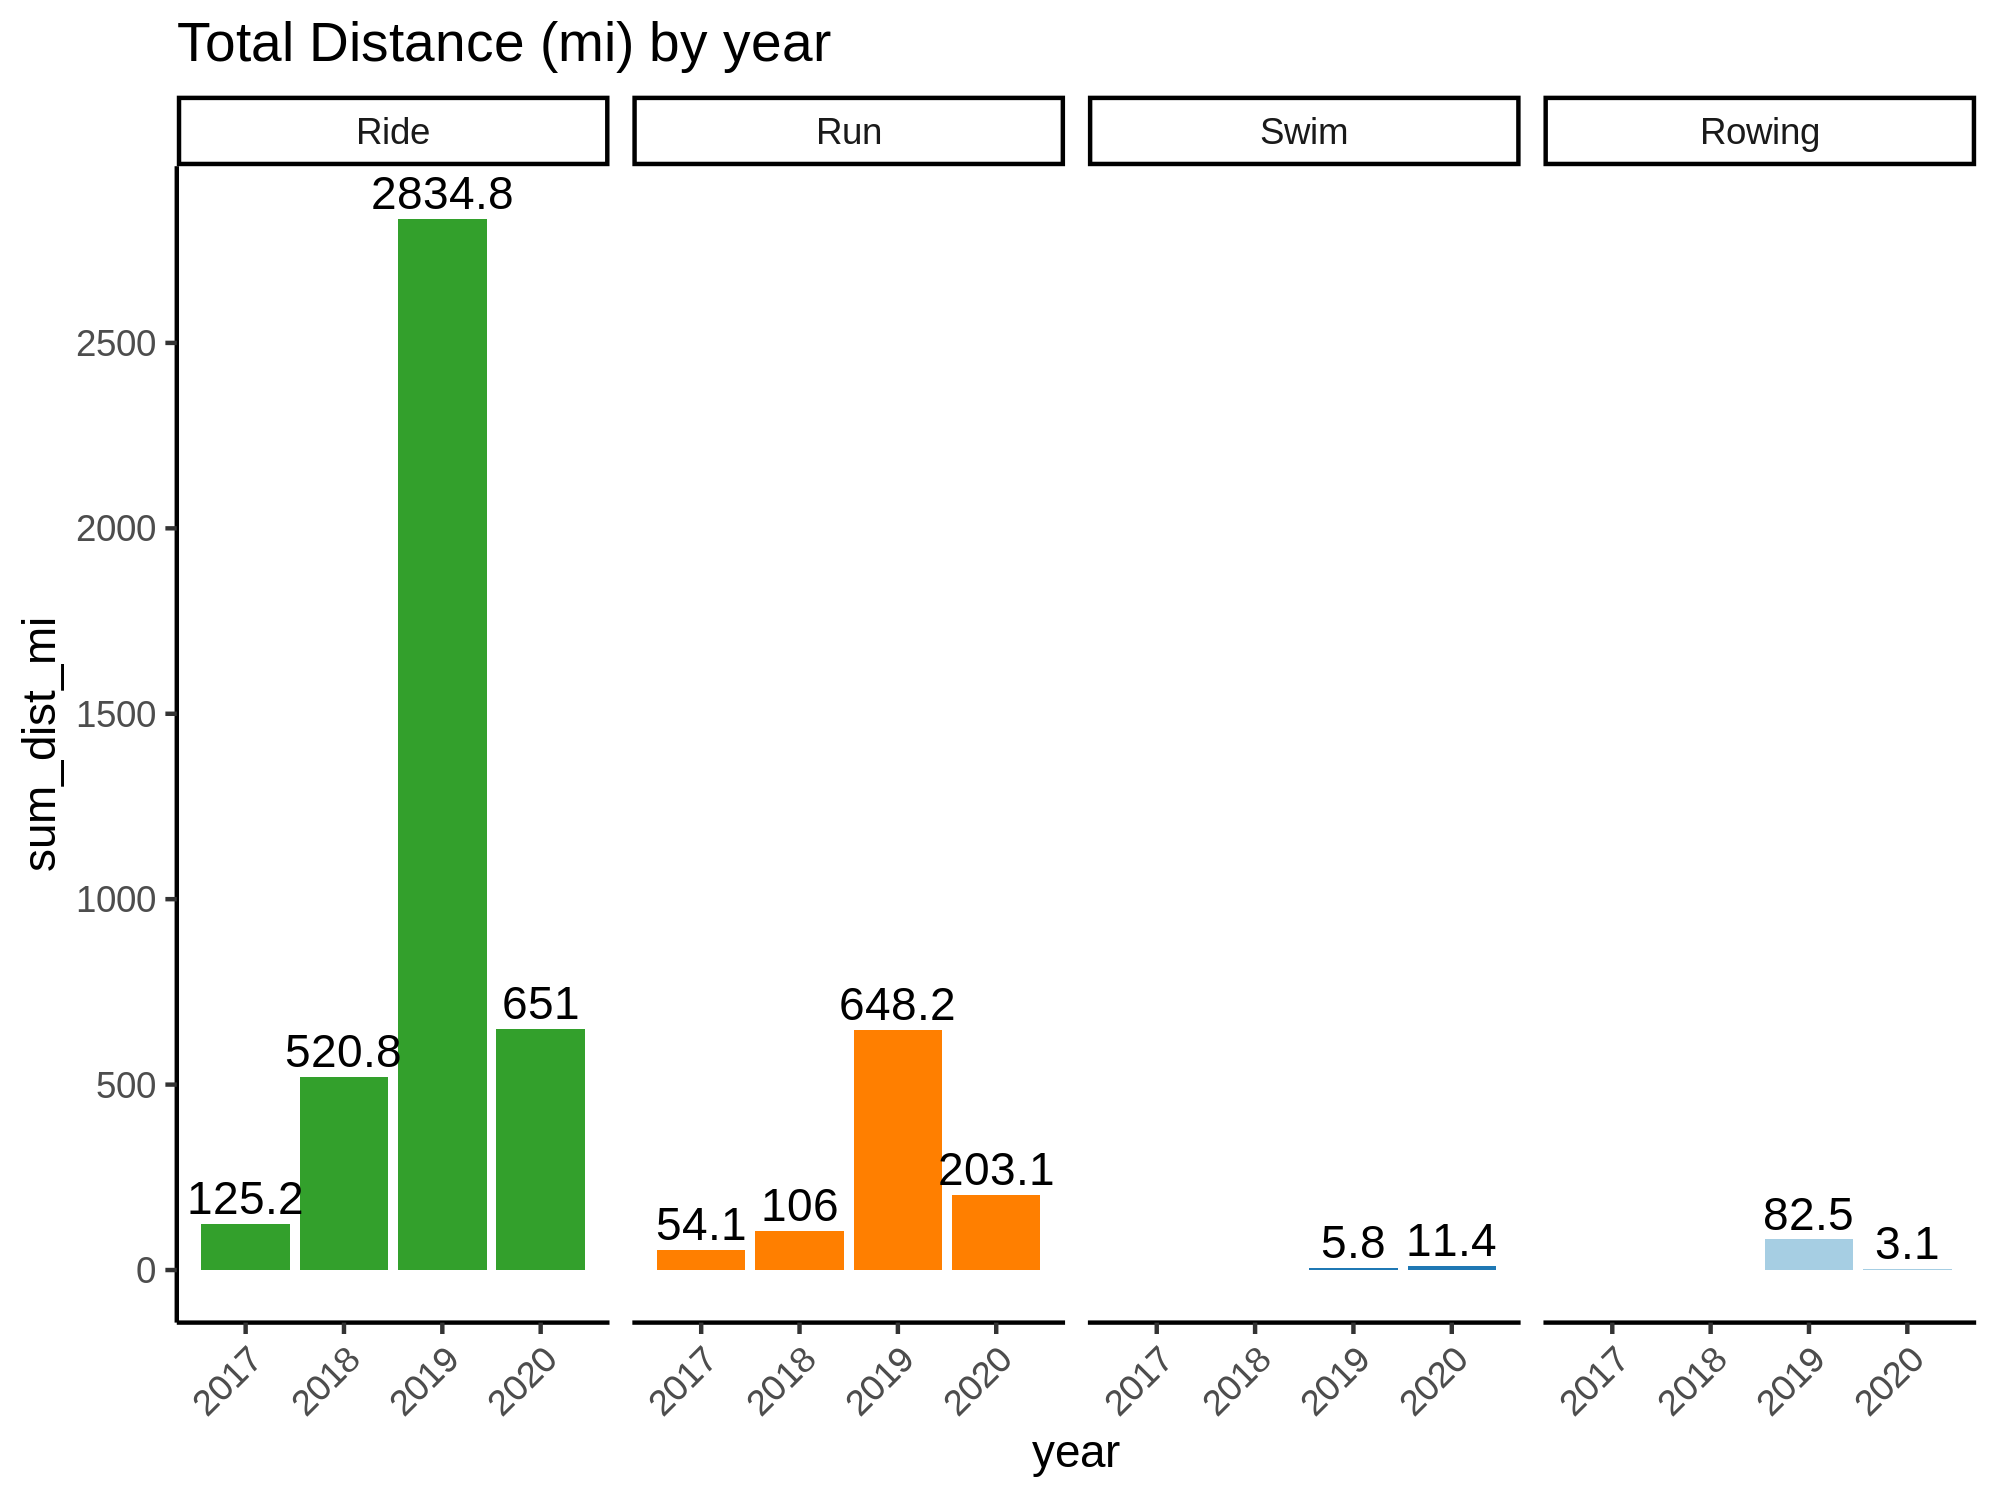 Total Distance (mi) by year
Ride Run Swim Rowing
2834.8
2500
2000
1500
1000
500
0
sum_dist_mi
125.2 520.8 651
54.1 106 648.2 203.1
5.8 11.4
82.5 3.1
2017 2018 2019 2020 2017 2018 2019 2020 2017 2018 2019 2020 2017 2018 2019 2020
year